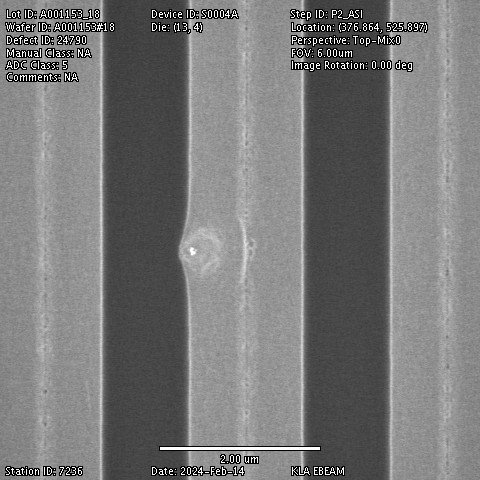 Lot ID: A001153_18 Device ID: S0004A Step ID: P2_ASI
Wafer ID: A001153#18 Die: (13, 4) Location: (376.864, 525.897)
Defect ID: 24790 Perspective: Top-Mix0
Manual Class: NA FOV: 6.00um
ADC Class: 5 Image Rotation: 0.00 deg
Comments: NA
2.00 um
Station ID: 7236 Date: 2024-Feb-14 KLA EBEAM